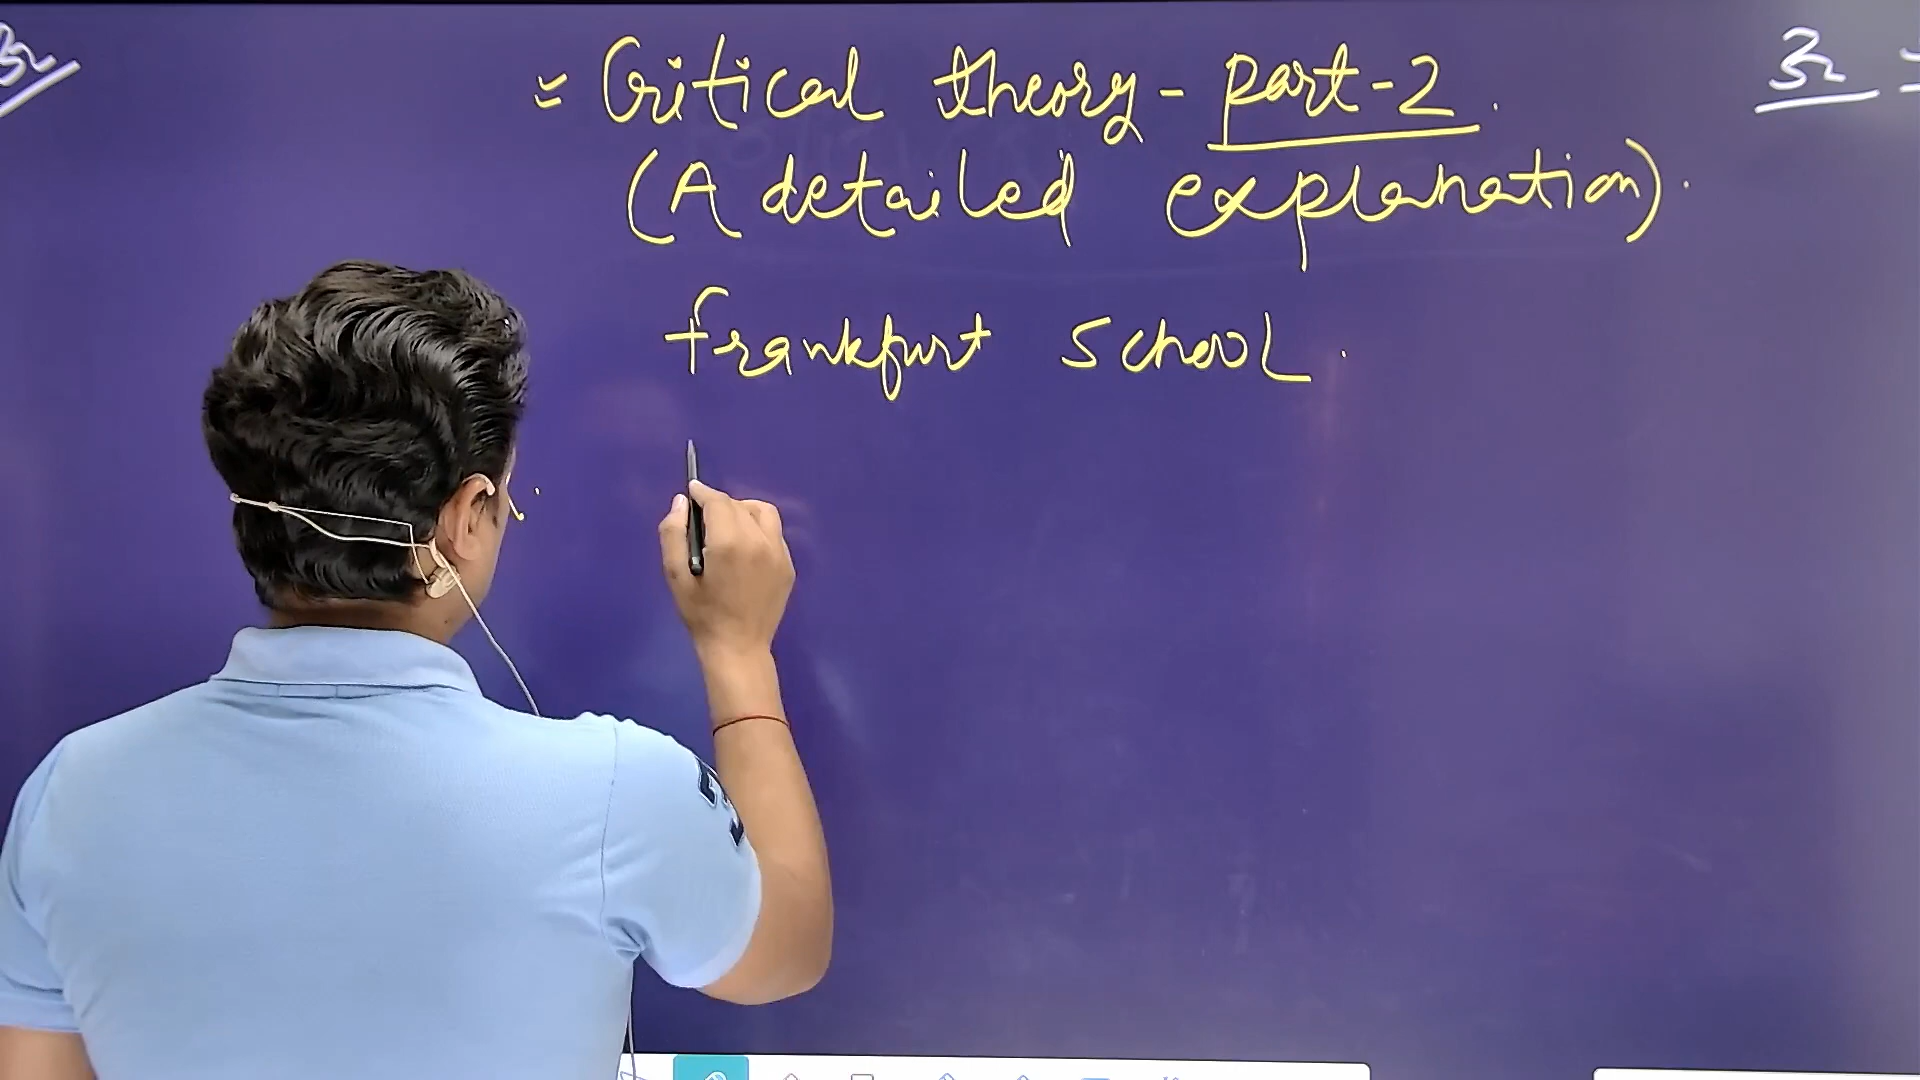 = Critical theory - part-2.
(A detailed explanation).
frankfurt School.